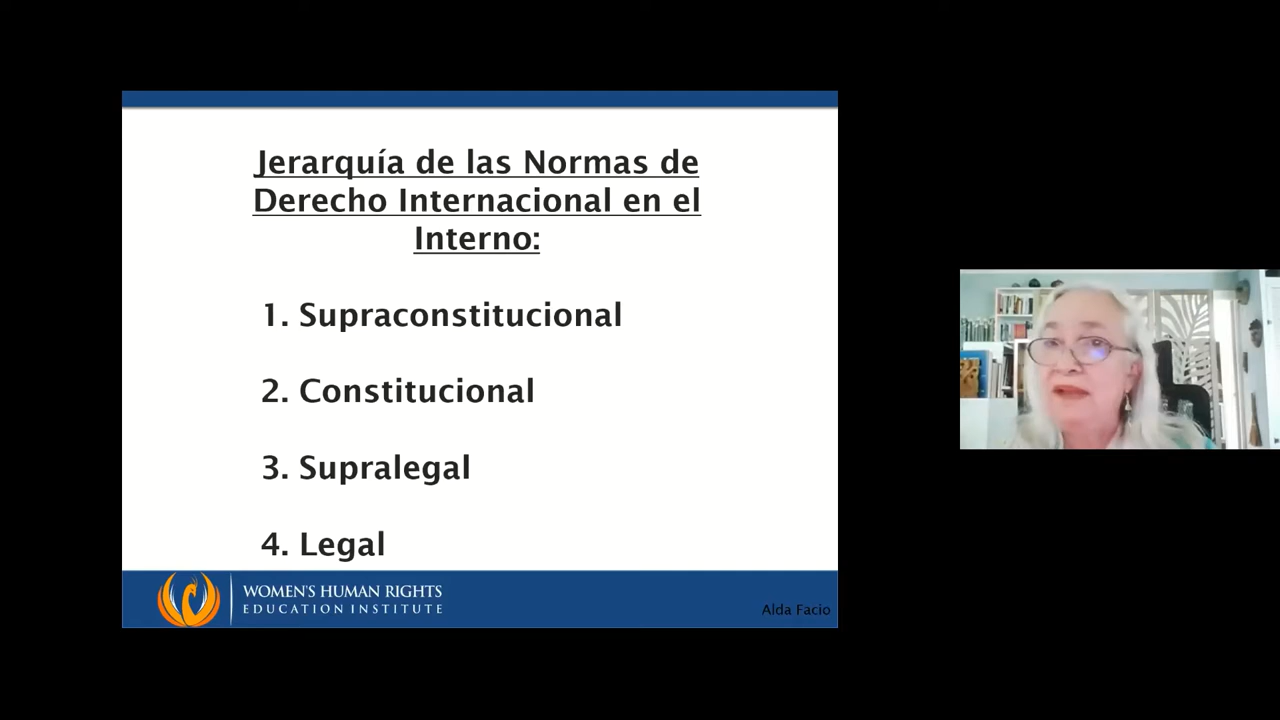 Jerarquía de las Normas de
Derecho Internacional en el
Interno:
1. Supraconstitucional
2. Constitucional
3. Supralegal
4. Legal
WOMEN'S HUMAN RIGHTS
EDUCATION INSTITUTE
Alda Facio